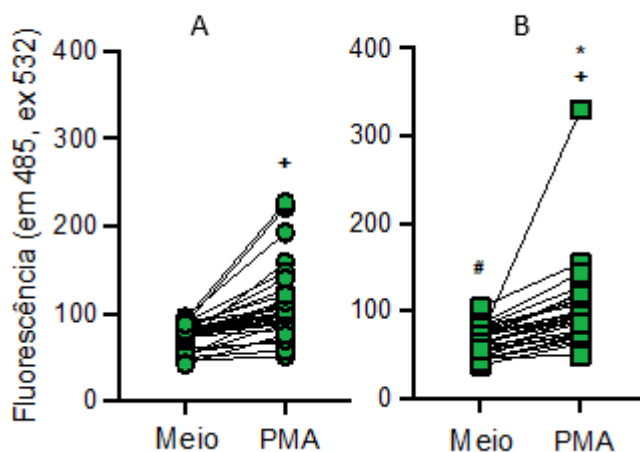 A
B
Fluorescência (em 485, ex 532)
400
300
200
100
0
+
Meio PMA
400
300
200
100
0
*
+
#
Meio PMA